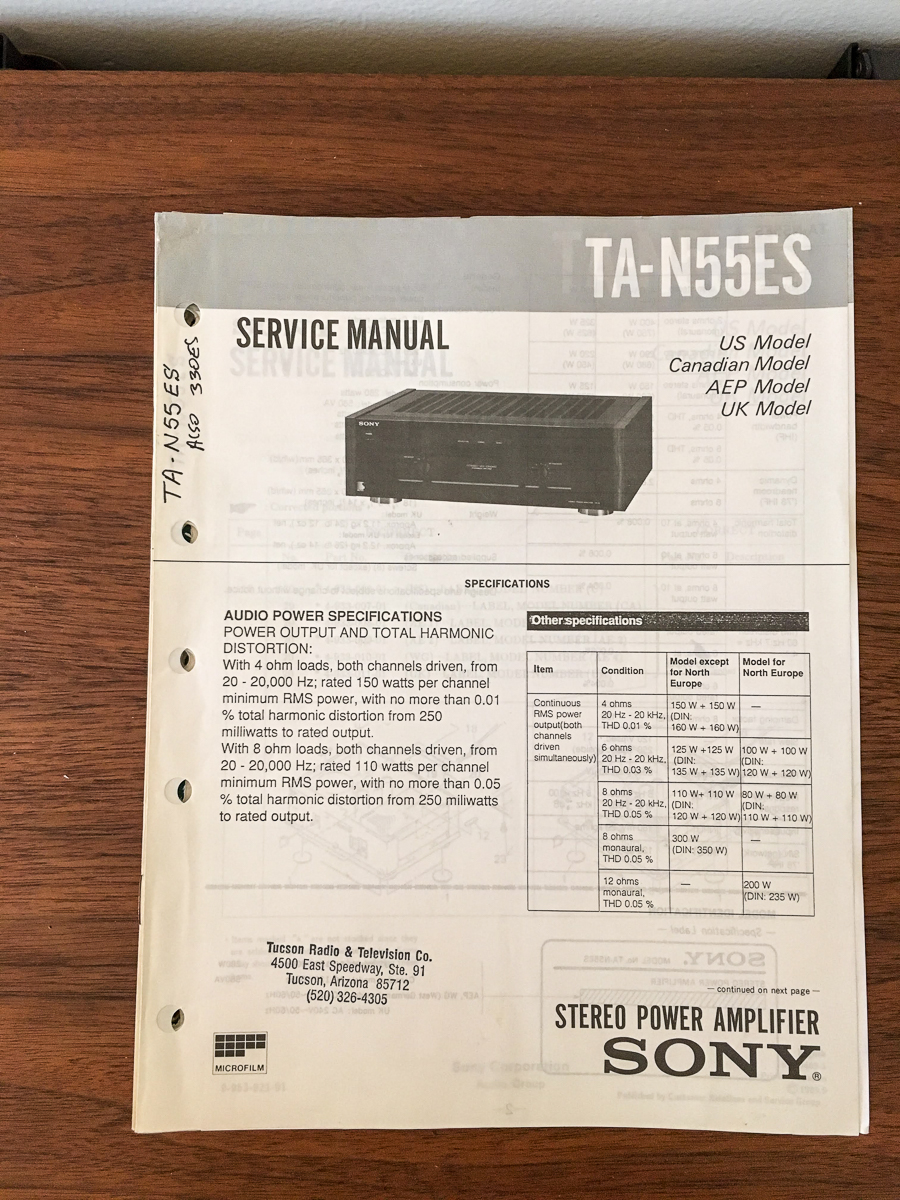 TA-N55ES
SERVICE MANUAL
US Model
Canadian Model
AEP Model
UK Model
TA-N55ES
ALSO 330ES
SONY
SPECIFICATIONS
AUDIO POWER SPECIFICATIONS
POWER OUTPUT AND TOTAL HARMONIC
DISTORTION:
With 4 ohm loads, both channels driven, from
20 - 20,000 Hz; rated 150 watts per channel
minimum RMS power, with no more than 0.01
% total harmonic distortion from 250
milliwatts to rated output.
With 8 ohm loads, both channels driven, from
20 - 20,000 Hz; rated 110 watts per channel
minimum RMS power, with no more than 0.05
% total harmonic distortion from 250 miliwatts
to rated output.
Other specifications
Item Condition Model except for North Europe Model for North Europe
Continuous RMS power output(both channels driven simultaneously)
4 ohms 20 Hz - 20 kHz, THD 0.01 % 150 W + 150 W (DIN: 160 W + 160 W) —
6 ohms 20 Hz - 20 kHz, THD 0.03 % 125 W +125 W (DIN: 135 W + 135 W) 100 W + 100 W (DIN: 120 W + 120 W)
8 ohms 20 Hz - 20 kHz, THD 0.05 % 110 W+ 110 W (DIN: 120 W + 120 W) 80 W + 80 W (DIN: 110 W + 110 W)
8 ohms monaural, THD 0.05 % 300 W (DIN: 350 W) —
12 ohms monaural, THD 0.05 % — 200 W (DIN: 235 W)
Tucson Radio & Television Co.
4500 East Speedway, Ste. 91
Tucson, Arizona 85712
(520) 326-4305
— continued on next page —
MICROFILM
STEREO POWER AMPLIFIER
SONY®